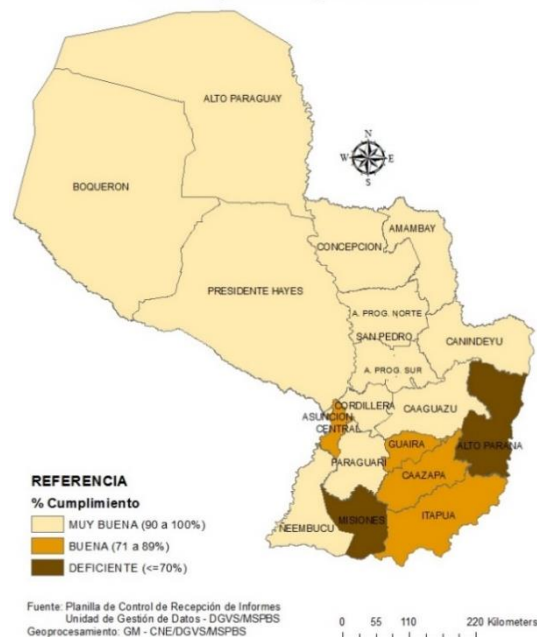 ALTO PARAGUAY
N
W E
S
BOQUERON
AMAMBAY
CONCEPCION
PRESIDENTE HAYES
A. PROG. NORTE
SAN PEDRO
CANINDEYU
A. PROG. SUR
CORDILLERA
ASUNCION
CAAGUAZU
CENTRAL
GUAIRA
ALTO PARANA
PARAGUARI
CAAZAPA
ITAPUA
MISIONES
ÑEEMBUCU
REFERENCIA
% Cumplimiento
MUY BUENA (90 a 100%)
BUENA (71 a 89%)
DEFICIENTE (<=70%)
Fuente: Planilla de Control de Recepción de Informes
Unidad de Gestión de Datos - DGVS/MSPBS
Geoprocesamiento: GM - CNE/DGVS/MSPBS
0 55 110 220 Kilometers